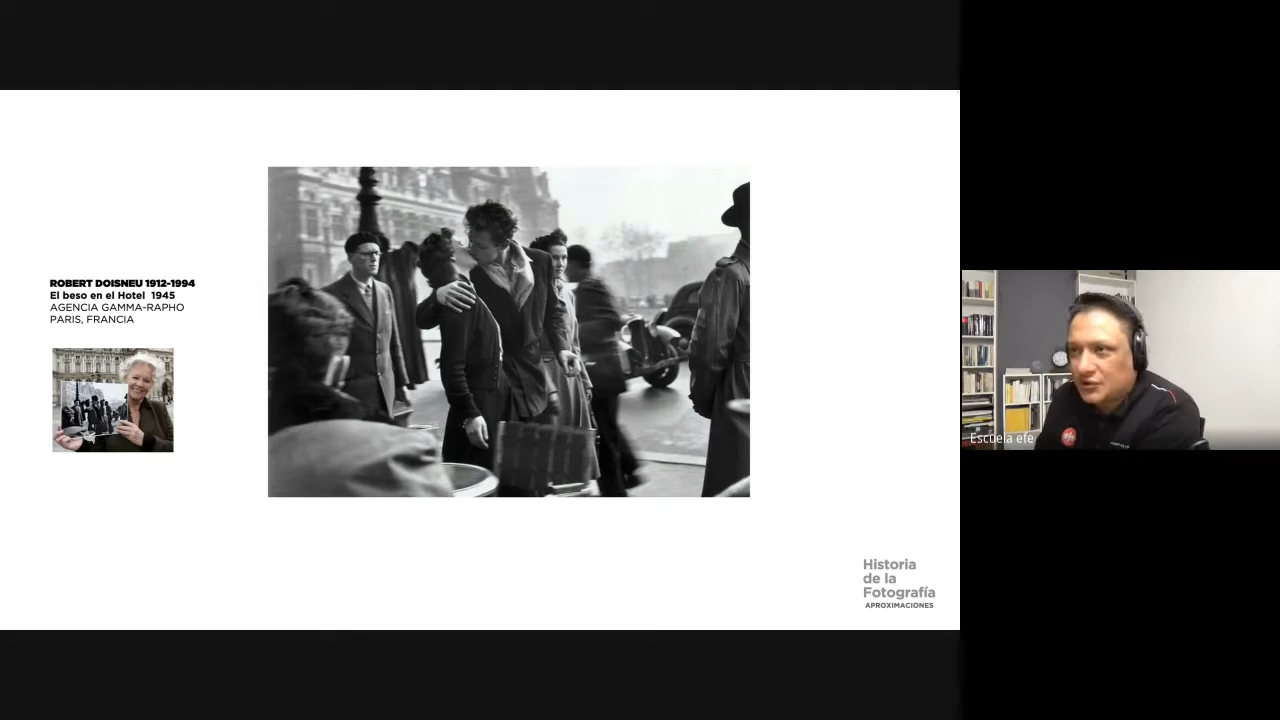 ROBERT DOISNEU 1912-1994
El beso en el Hotel 1945
AGENCIA GAMMA-RAPHO
PARIS, FRANCIA
Historia
de la
Fotografía
APROXIMACIONES
Escuela efe
efe